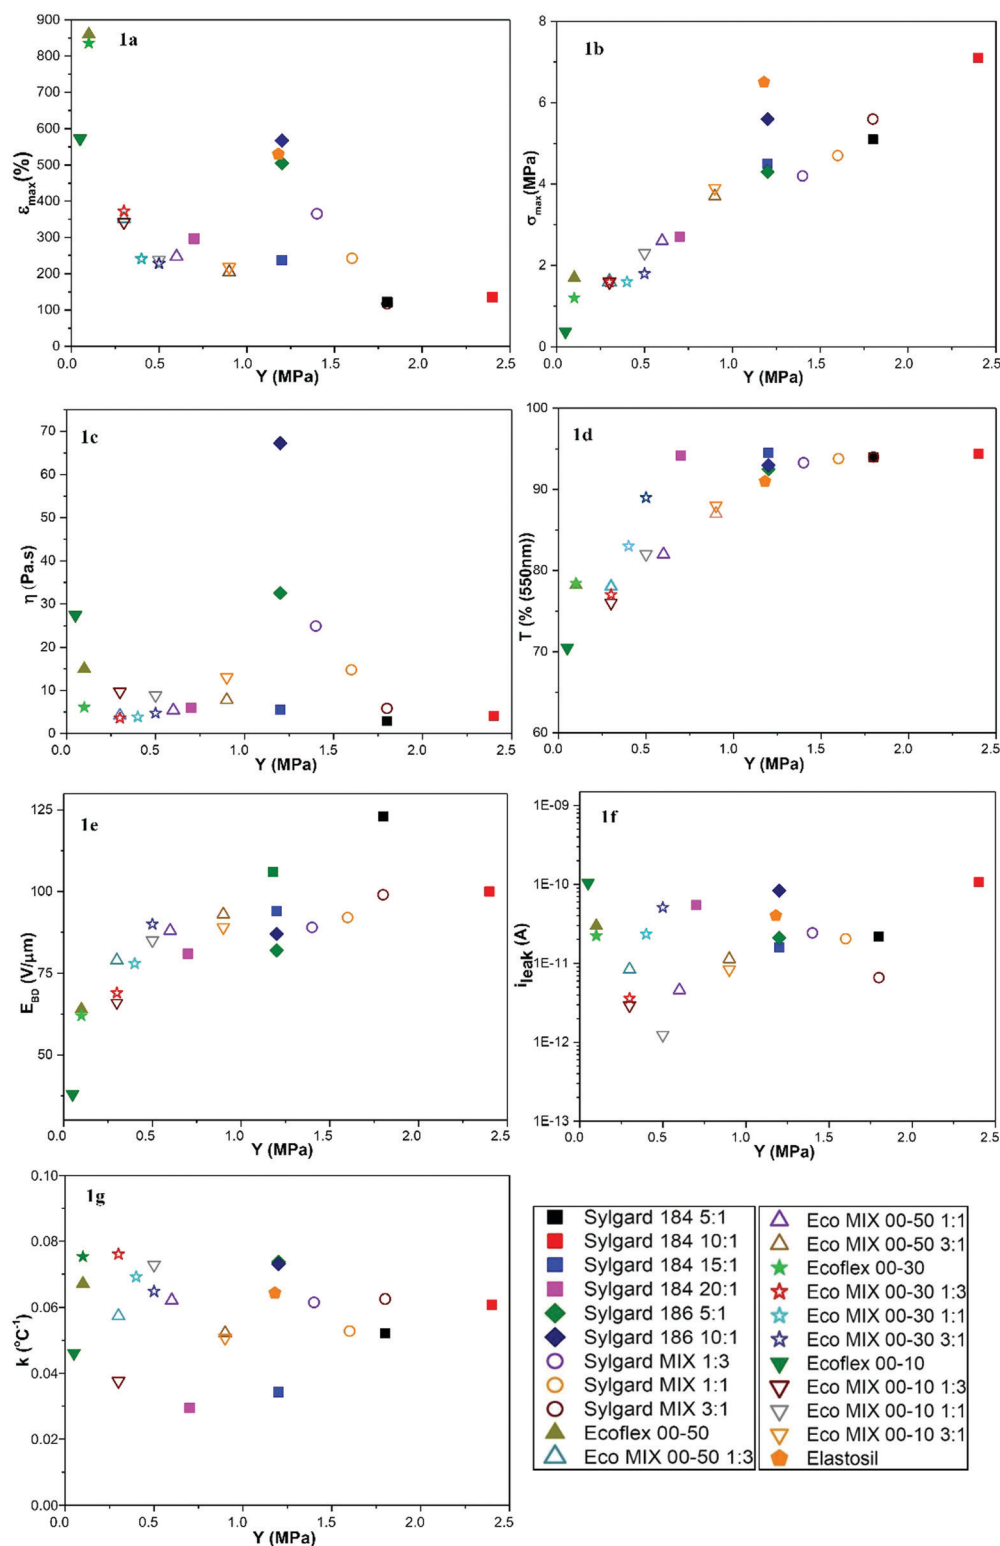 1a
900
800
700
600
500
400
300
200
100
0
0.0 0.5 1.0 1.5 2.0 2.5
εmax(%)
Y (MPa)
1b
8
6
4
2
0
0.0 0.5 1.0 1.5 2.0 2.5
σmax(MPa)
Y (MPa)
1c
70
60
50
40
30
20
10
0
0.0 0.5 1.0 1.5 2.0 2.5
η (Pa.s)
Y (MPa)
1d
100
90
80
70
60
0.0 0.5 1.0 1.5 2.0 2.5
T (% (550nm))
Y (MPa)
1e
125
100
75
50
0.0 0.5 1.0 1.5 2.0 2.5
EBD (V/μm)
Y (MPa)
1f
1E-09
1E-10
1E-11
1E-12
1E-13
0.0 0.5 1.0 1.5 2.0 2.5
ileak (A)
Y (MPa)
1g
0.10
0.08
0.06
0.04
0.02
0.00
0.0 0.5 1.0 1.5 2.0 2.5
k (°C⁻¹)
Y (MPa)
Sylgard 184 5:1
Sylgard 184 10:1
Sylgard 184 15:1
Sylgard 184 20:1
Sylgard 186 5:1
Sylgard 186 10:1
Sylgard MIX 1:3
Sylgard MIX 1:1
Sylgard MIX 3:1
Ecoflex 00-50
Eco MIX 00-50 1:3
Eco MIX 00-50 1:1
Eco MIX 00-50 3:1
Ecoflex 00-30
Eco MIX 00-30 1:3
Eco MIX 00-30 1:1
Eco MIX 00-30 3:1
Ecoflex 00-10
Eco MIX 00-10 1:3
Eco MIX 00-10 1:1
Eco MIX 00-10 3:1
Elastosil